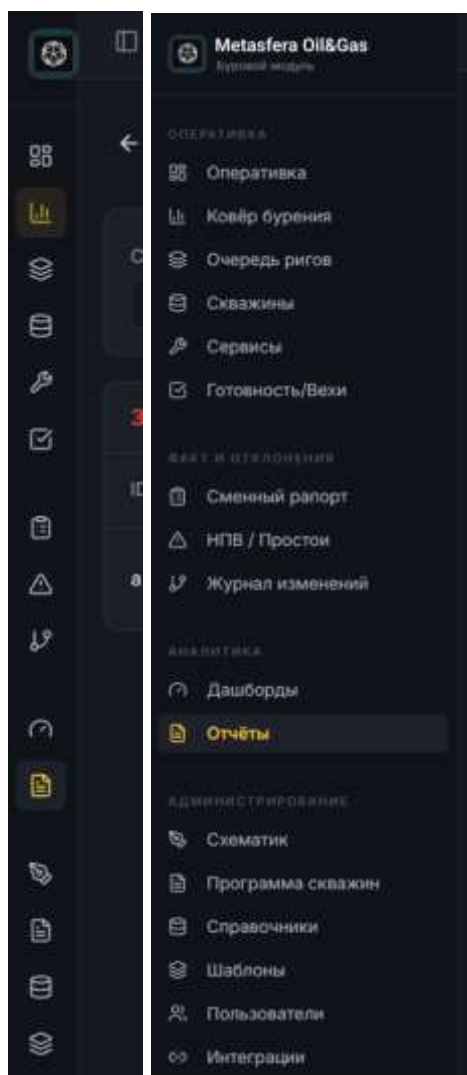 C
З
ID
a
Metasfera Oil&Gas
Буровой модуль
ОПЕРАТИВКА
Оперативка
Ковёр бурения
Очередь ригов
Скважины
Сервисы
Готовность/Вехи
ФАКТ И ОТКЛОНЕНИЯ
Сменный рапорт
НПВ / Простои
Журнал изменений
АНАЛИТИКА
Дашборды
Отчёты
АДМИНИСТРИРОВАНИЕ
Схематик
Программа скважин
Справочники
Шаблоны
Пользователи
Интеграции